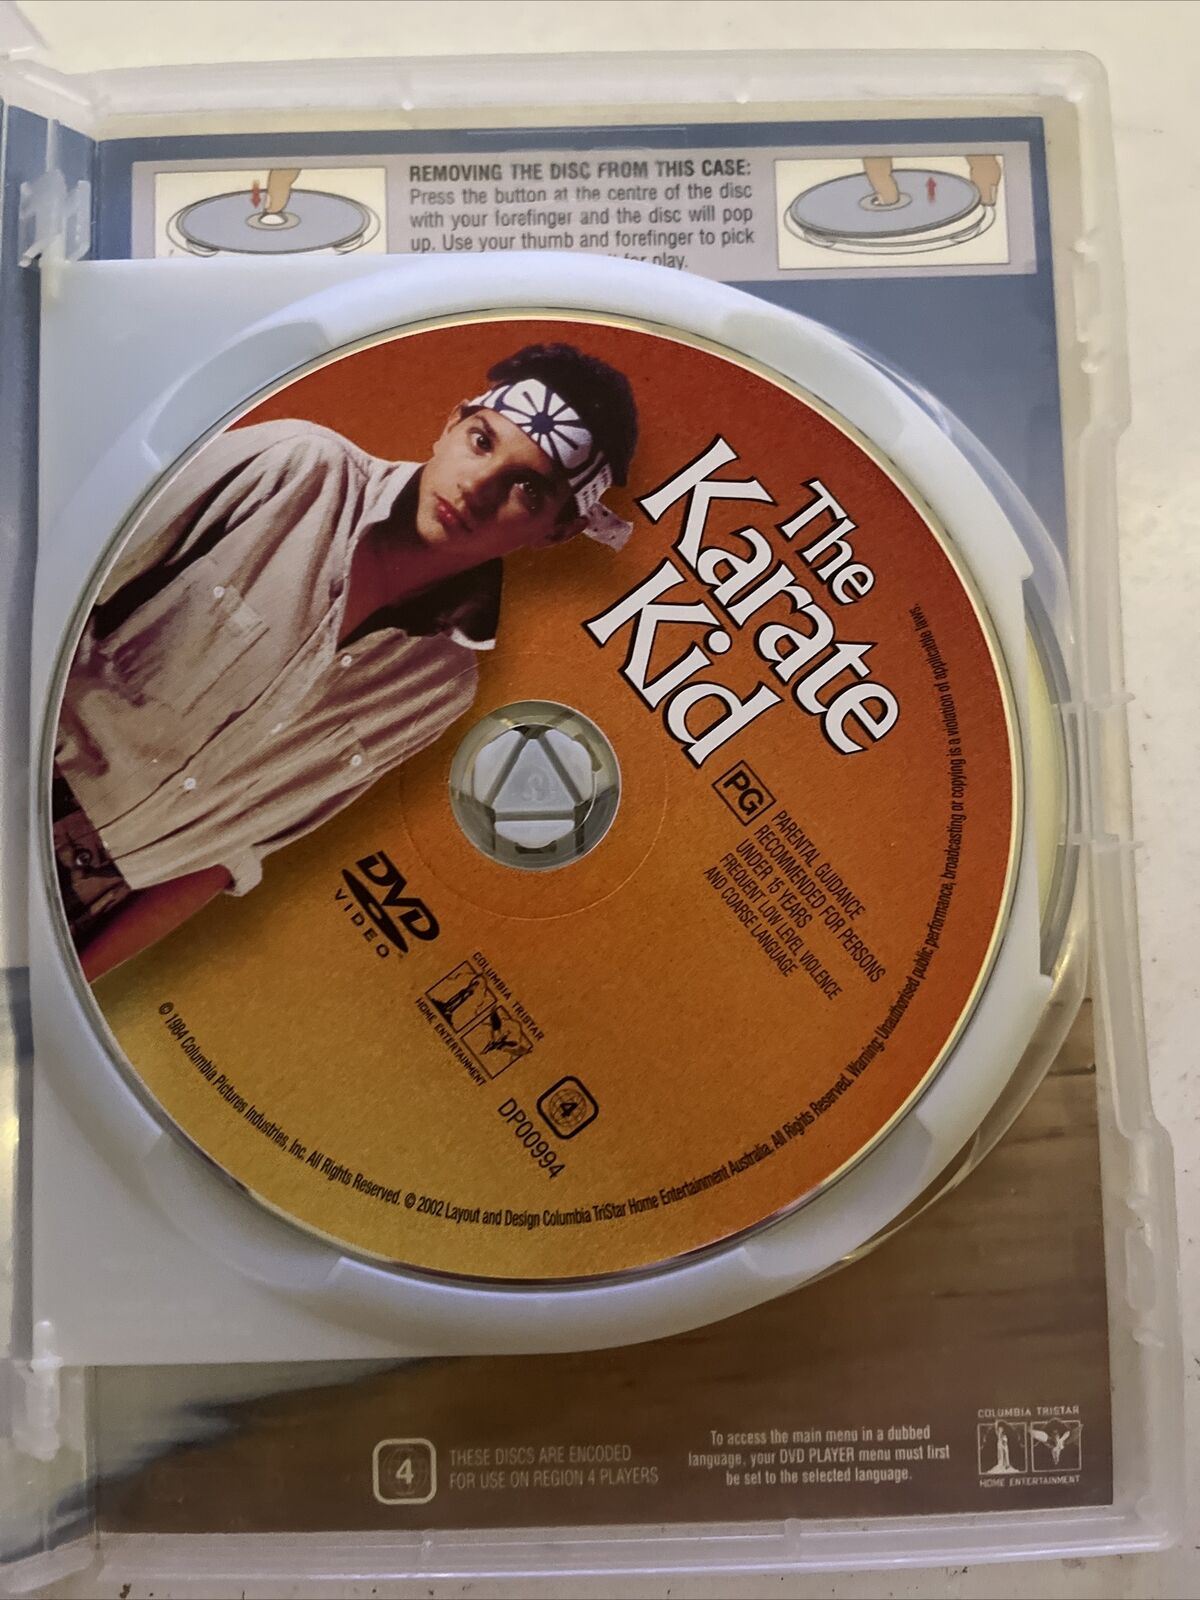 REMOVING THE DISC FROM THIS CASE:
Press the button at the centre of the disc
with your forefinger and the disc will pop
up. Use your thumb and forefinger to pick
for play.
The
Karate
Kid
PG
PARENTAL GUIDANCE
RECOMMENDED FOR PERSONS
UNDER 15 YEARS
FREQUENT LOW LEVEL VIOLENCE
AND COARSE LANGUAGE
DVD
VIDEO
COLUMBIA TRISTAR
HOME ENTERTAINMENT
4
DP00994
© 1984 Columbia Pictures Industries, Inc. All Rights Reserved. © 2002 Layout and Design Columbia TriStar Home Entertainment Australia. All Rights Reserved. Warning: Unauthorised public performance, broadcasting or copying is a violation of applicable laws.
4
THESE DISCS ARE ENCODED
FOR USE ON REGION 4 PLAYERS
To access the main menu in a dubbed
language, your DVD PLAYER menu must first
be set to the selected language.
COLUMBIA TRISTAR
HOME ENTERTAINMENT